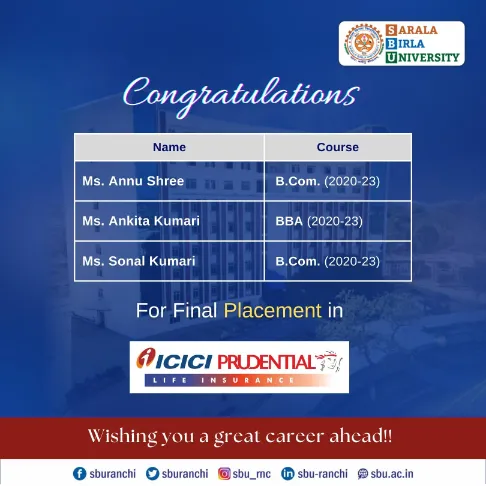 SARALA
BIRLA
UNIVERSITY
Congratulations
Name Course
Ms. Annu Shree B.Com. (2020-23)
Ms. Ankita Kumari BBA (2020-23)
Ms. Sonal Kumari B.Com. (2020-23)
For Final Placement in
ICICI PRUDENTIAL
LIFE INSURANCE
Wishing you a great career ahead!!
sburanchi sburanchi sbu_rnc sbu-ranchi sbu.ac.in